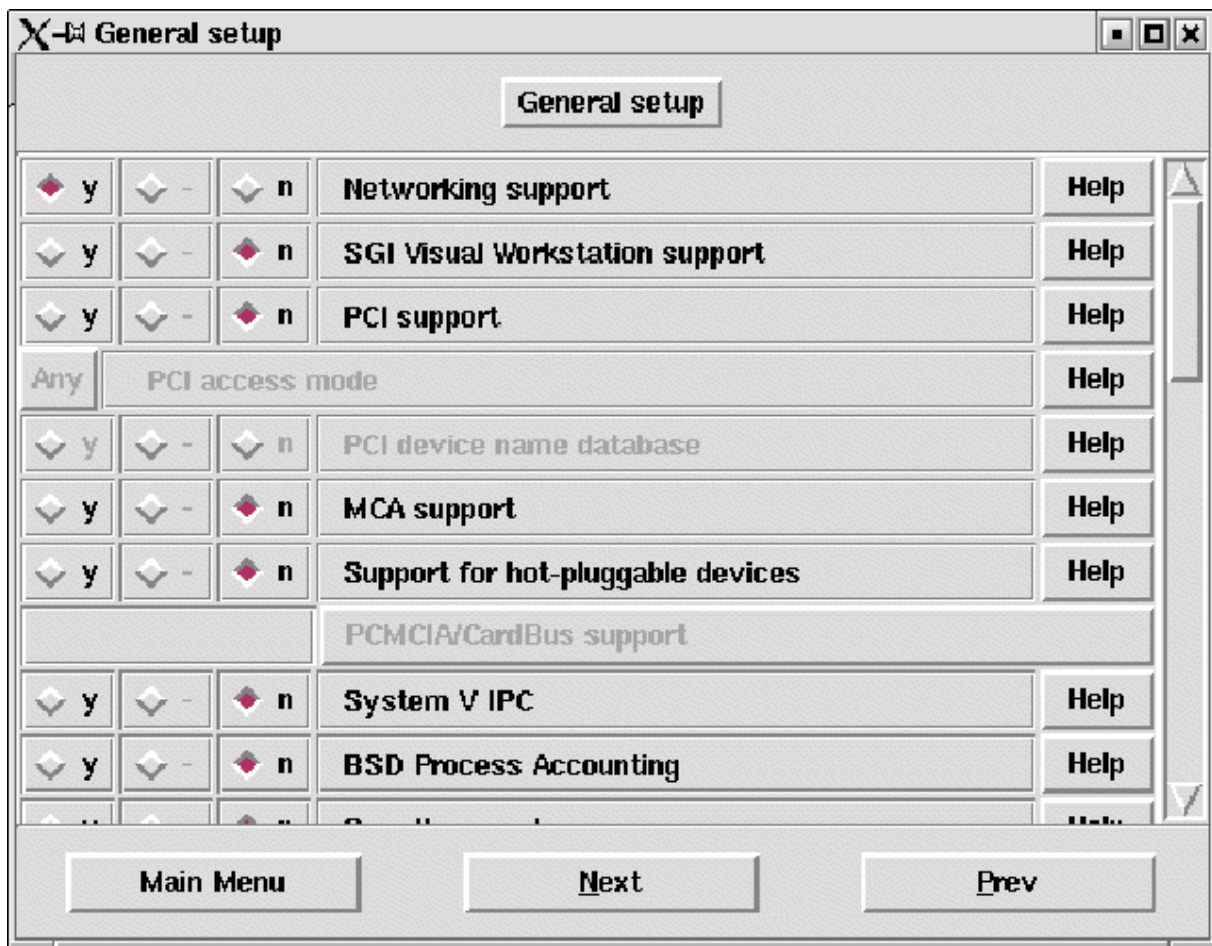 General setup
General setup
y - n Networking support Help
y - n SGI Visual Workstation support Help
y - n PCI support Help
Any PCI access mode Help
y - n PCI device name database Help
y - n MCA support Help
y - n Support for hot-pluggable devices Help
PCMCIA/CardBus support
y - n System V IPC Help
y - n BSD Process Accounting Help
Main Menu Next Prev